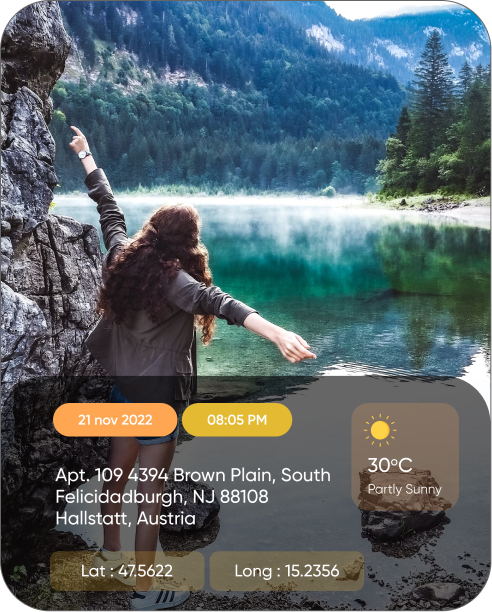 21 nov 2022
08:05 PM
30°C
Partly Sunny
Apt. 109 4394 Brown Plain, South
Felicidadburgh, NJ 88108
Hallstatt, Austria
Lat : 47.5622
Long : 15.2356